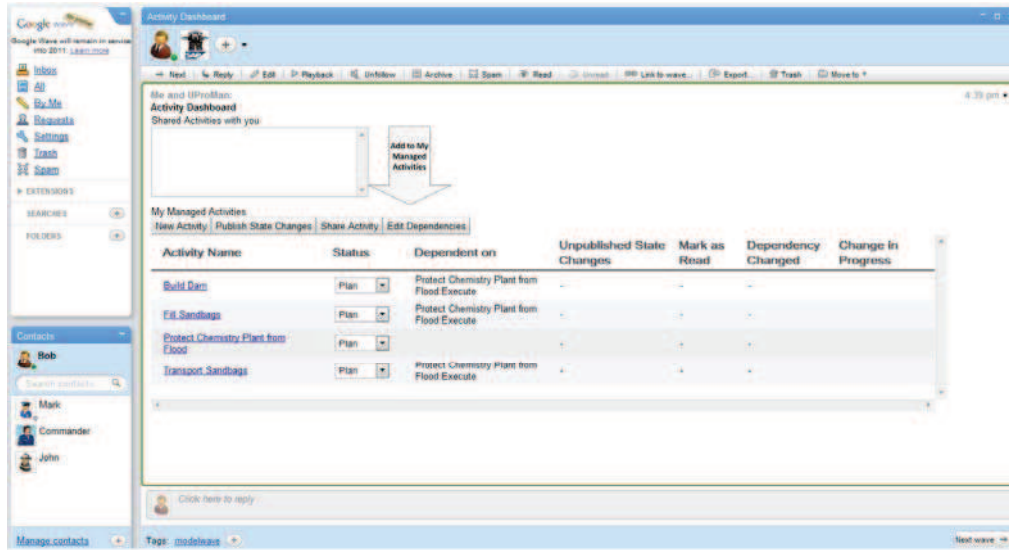 Google wave
Google Wave will remain in service
into 2011. Learn more
Inbox
All
By Me
Requests
Settings
Trash
Spam
EXTENSIONS
SEARCHES
FOLDERS
Contacts
Bob
Search contacts
Mark
Commander
John
Manage contacts
Activity Dashboard
Next Reply Edit Playback Unfollow Archive Spam Read Unread Link to wave... Export... Trash Move to
Me and UProMan:
4:39 pm
Activity Dashboard
Shared Activities with you
Add to My
Managed
Activities
My Managed Activities
New Activity Publish State Changes Share Activity Edit Dependencies
Activity Name Status Dependent on Unpublished State Changes Mark as Read Dependency Changed Change in Progress
Build Dam Plan Protect Chemistry Plant from
Flood:Execute - - -
Fill Sandbags Plan Protect Chemistry Plant from
Flood:Execute - - -
Protect Chemistry Plant from
Flood Plan - - -
Transport Sandbags Plan Protect Chemistry Plant from
Flood:Execute - - -
Click here to reply
Tags: modelwave
Next wave